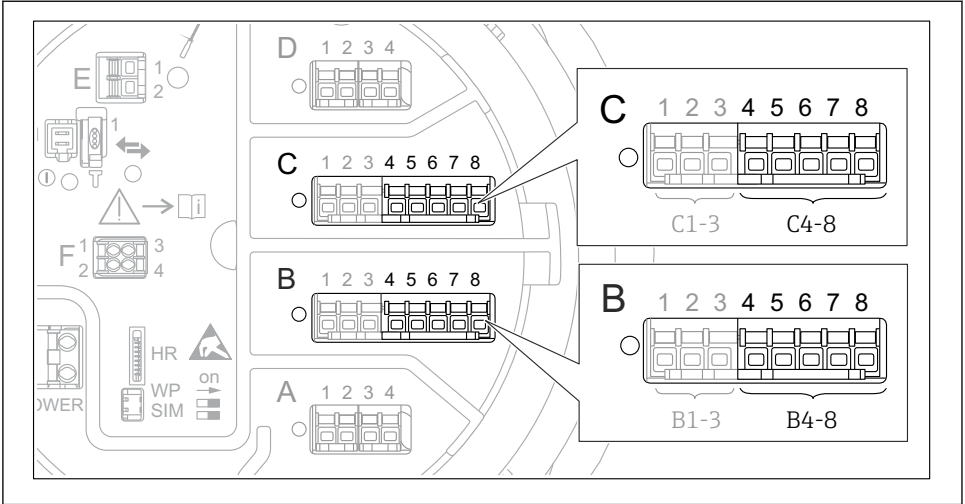 D 1 2 3 4
E 1
2
1
C 1 2 3 4 5 6 7 8
i
F 1 3
2 4
B 1 2 3 4 5 6 7 8
HR
WP
SIM
on
OWER
A 1 2 3 4
C 1 2 3 4 5 6 7 8
C1-3 C4-8
B 1 2 3 4 5 6 7 8
B1-3 B4-8